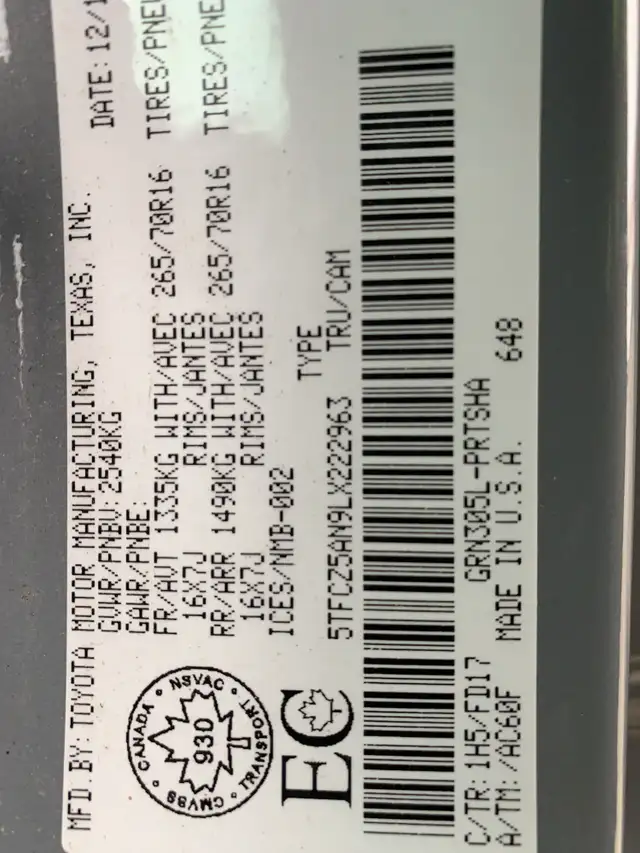 MFD.BY:TOYOTA MOTOR MANUFACTURING, TEXAS, INC.
GVWR/PNBV:2540KG DATE:12/1
GAWR/PNBE:
FR/AVT 1335KG WITH/AVEC 265/70R16 TIRES/PNEU
16X7J RIMS/JANTES
RR/ARR 1490KG WITH/AVEC 265/70R16 TIRES/PNE
16X7J RIMS/JANTES
ICES/NMB-002
CANADA · NSVAC · TRANSPORT · CMVSS
930
EC
TYPE
5TFCZ5AN9LX222963 TRU/CAM
C/TR:1H5/FD17 GRN305L-PRTSHA
A/TM:/AC60F MADE IN U.S.A. 648